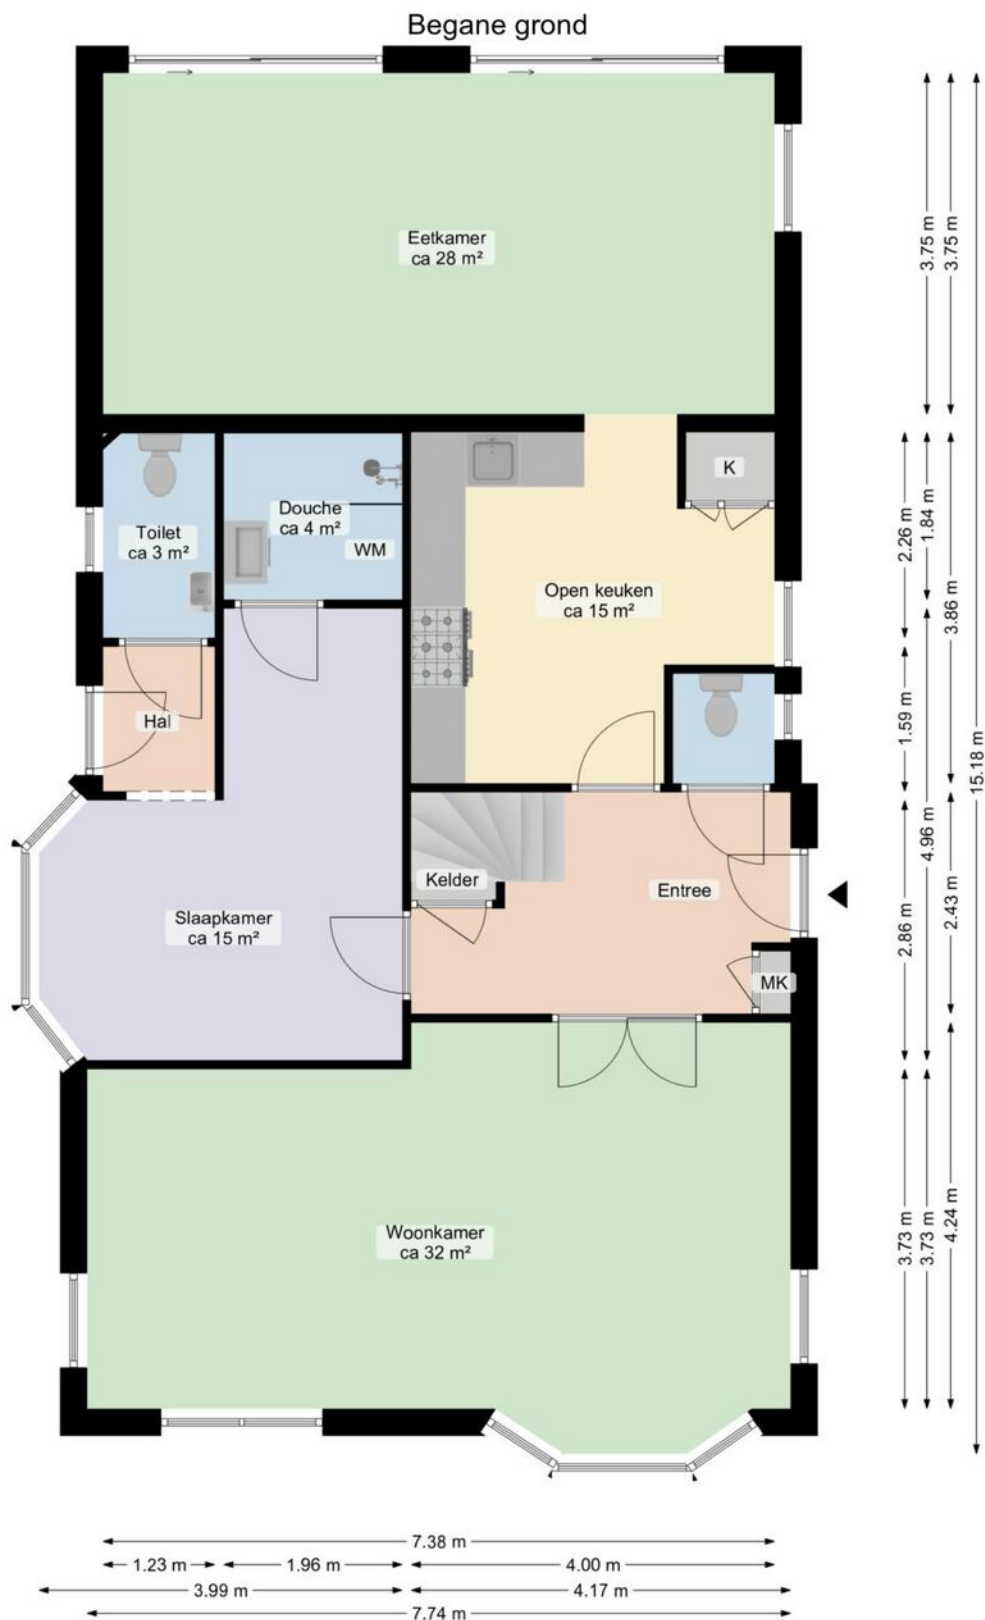 Begane grond
Eetkamer
ca 28 m²
3.75 m
3.75 m
K
Toilet
ca 3 m²
Douche
ca 4 m²
WM
Open keuken
ca 15 m²
2.26 m
1.84 m
3.86 m
Hal
1.59 m
15.18 m
Kelder
Entree
Slaapkamer
ca 15 m²
4.96 m
2.86 m
2.43 m
MK
Woonkamer
ca 32 m²
3.73 m
3.73 m
4.24 m
7.38 m
1.23 m
1.96 m
4.00 m
3.99 m
4.17 m
7.74 m